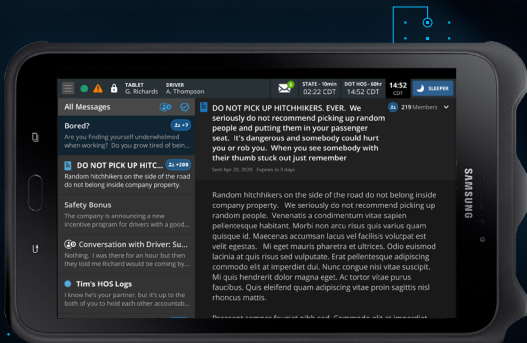 TABLET
G. Richards
DRIVER
A. Thompson
STATE - 10min
02:22 CDT
DOT HOS - 60hr
14:52 CDT
14:52
CDT
SLEEPER
All Messages
Bored?
+7
Are you finding yourself underwhelmed
when working? Do you grow tired of bein...
DO NOT PICK UP HITC...
+200
Random hitchhikers on the side of the road
do not belong inside company property.
Safety Bonus
The company is announcing a new
incentive program for drivers with a good...
Conversation with Driver: Su...
Nothing. I was there for an hour but then
they told me Richard would be coming by...
Tim's HOS Logs
I know he's your partner, but it's up to the
both of you to hold each other accountab...
DO NOT PICK UP HITCHHIKERS. EVER. We
seriously do not recommend picking up random
people and putting them in your passenger
seat. It's dangerous and somebody could hurt
you or rob you. When you see somebody with
their thumb stuck out just remember
219 Members
Sent Apr 20, 2020 Expires in 5 days
Random hitchhikers on the side of the road do not belong inside
company property. We seriously do not recommend picking up
random people. Venenatis a condimentum vitae sapien
pellentesque habitant. Morbi non arcu risus quis varius quam
quisque id. Maecenas accumsan lacus vel facilisis volutpat est
velit egestas. Mi eget mauris pharetra et ultrices. Odio euismod
lacinia at quis risus sed vulputate. Erat pellentesque adipiscing
commodo elit at imperdiet dui. Nunc congue nisi vitae suscipit.
Mi quis hendrerit dolor magna eget. Ac tortor vitae purus
faucibus. Quis eleifend quam adipiscing vitae proin sagittis nisl
rhoncus mattis.
SAMSUNG